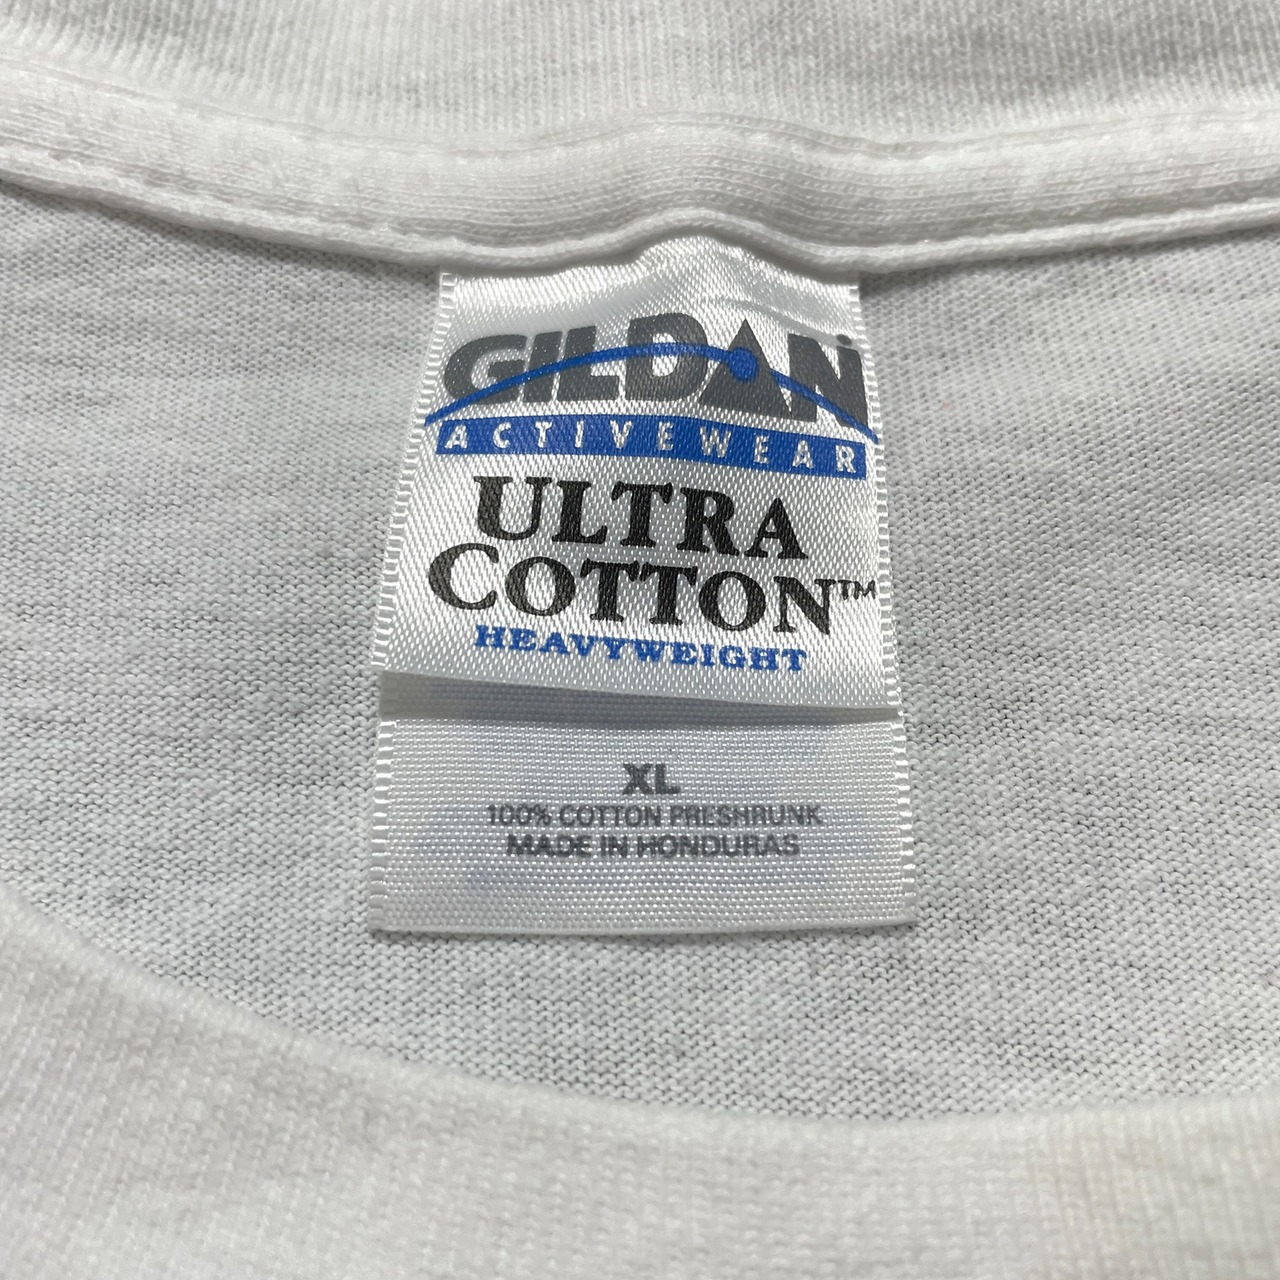 GILDAN
ACTIVEWEAR
ULTRA
COTTON™
HEAVYWEIGHT
XL
100% COTTON PRESHRUNK
MADE IN HONDURAS